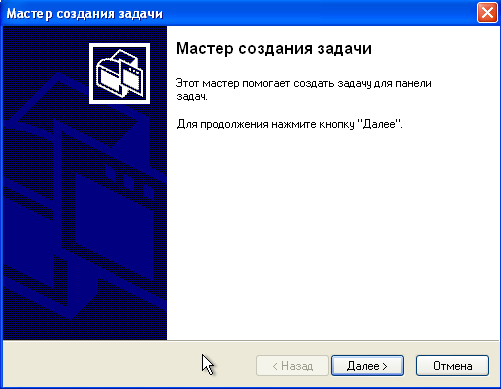 Мастер создания задачи
Мастер создания задачи
Этот мастер помогает создать задачу для панели
задач.
Для продолжения нажмите кнопку "Далее".
< Назад
Далее >
Отмена